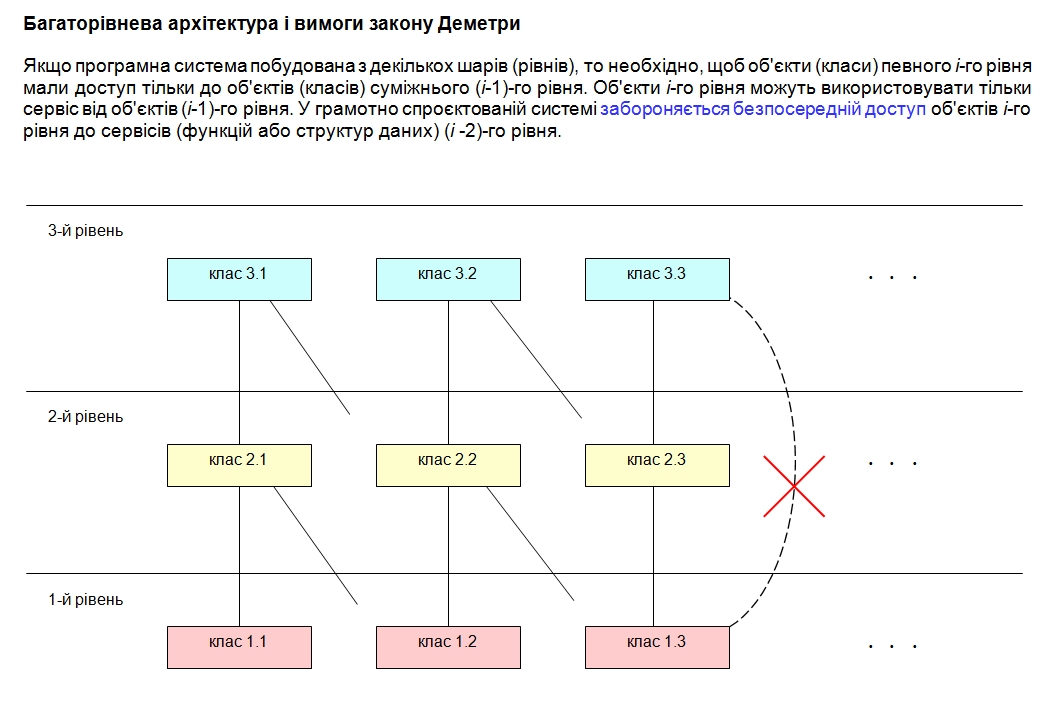 Багаторівнева архітектура і вимоги закону Деметри
Якщо програмна система побудована з декількох шарів (рівнів), то необхідно, щоб об'єкти (класи) певного i-го рівня
мали доступ тільки до об'єктів (класів) суміжного (i-1)-го рівня. Об'єкти i-го рівня можуть використовувати тільки
сервіс від об'єктів (i-1)-го рівня. У грамотно спроєктованій системі забороняється безпосередній доступ об'єктів i-го
рівня до сервісів (функцій або структур даних) (i -2)-го рівня.
3-й рівень
клас 3.1 клас 3.2 клас 3.3 . . .
2-й рівень
клас 2.1 клас 2.2 клас 2.3 . . .
1-й рівень
клас 1.1 клас 1.2 клас 1.3 . . .